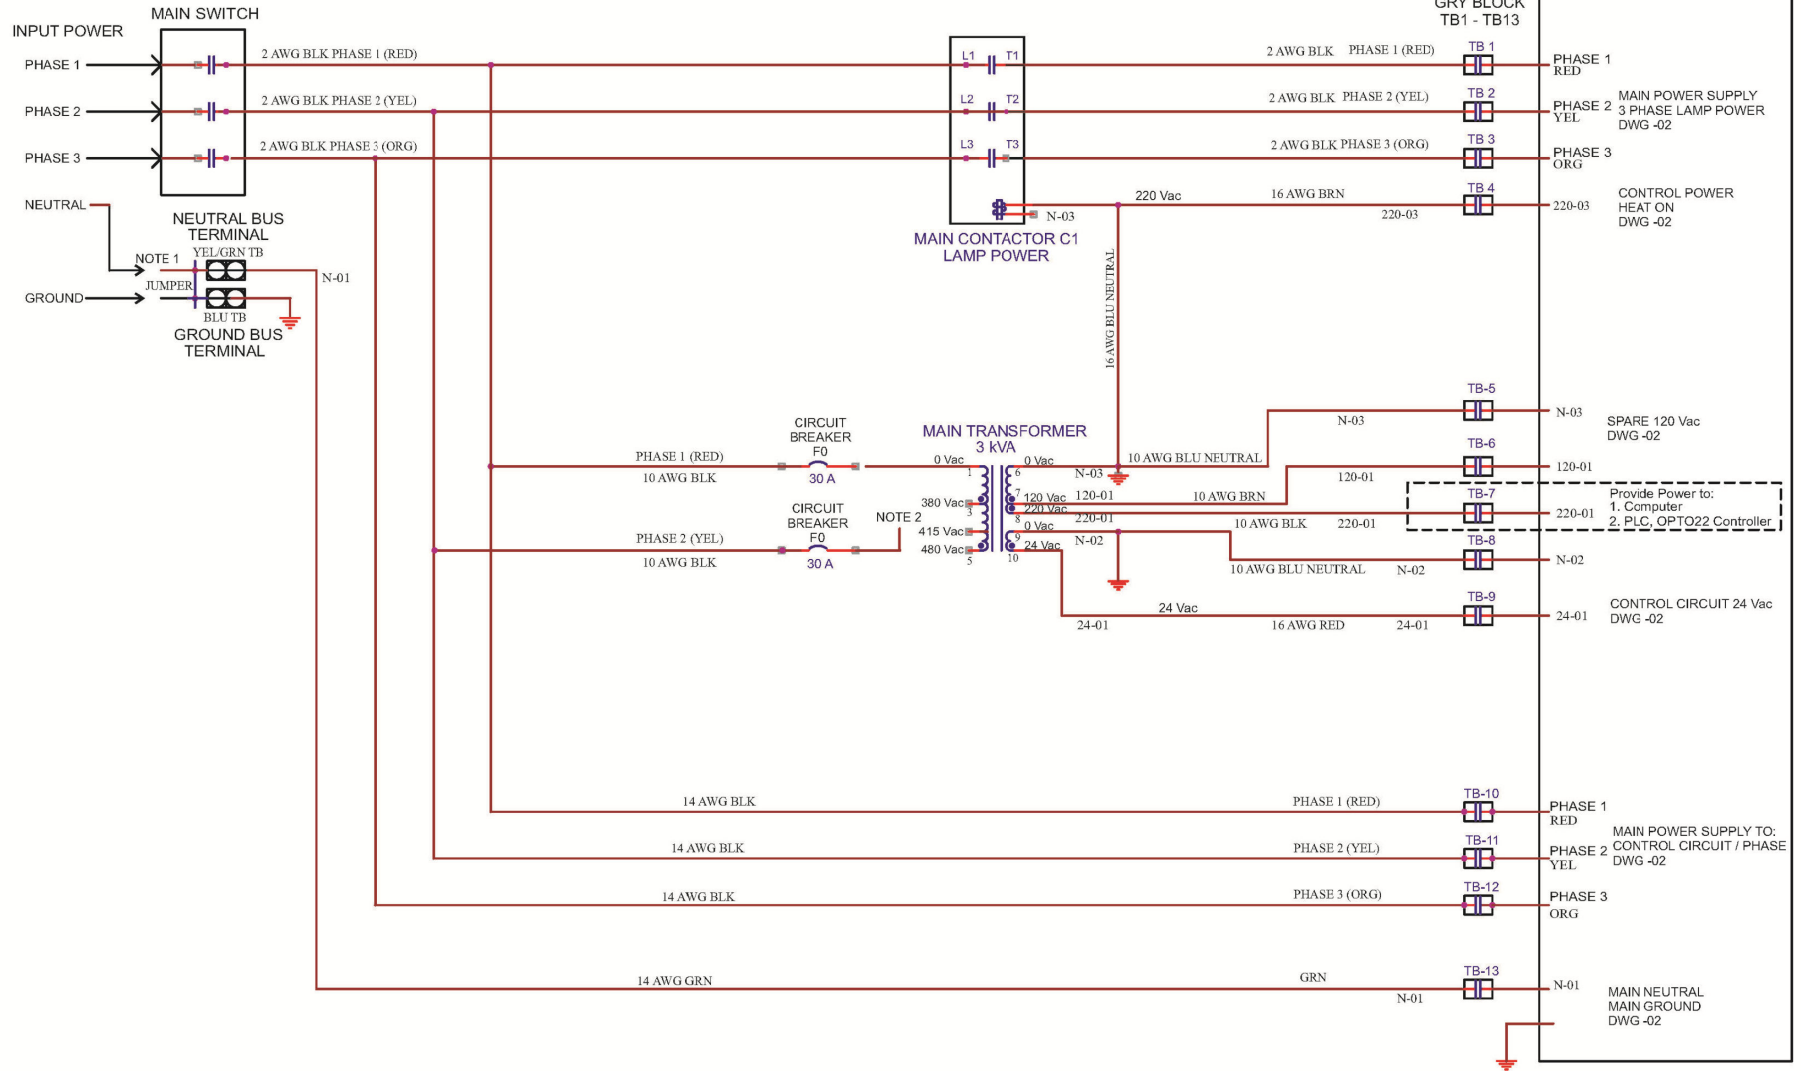 MAIN SWITCH
INPUT POWER
PHASE 1
PHASE 2
PHASE 3
NEUTRAL
GROUND
2 AWG BLK PHASE 1 (RED)
2 AWG BLK PHASE 2 (YEL)
2 AWG BLK PHASE 3 (ORG)
NEUTRAL BUS
TERMINAL
YEL/GRN TB
NOTE 1
JUMPER
N-01
BLU TB
GROUND BUS
TERMINAL
L1
T1
L2
T2
L3
T3
N-03
MAIN CONTACTOR C1
LAMP POWER
GRY BLOCK
TB1 - TB13
2 AWG BLK PHASE 1 (RED)
TB 1
PHASE 1
RED
2 AWG BLK PHASE 2 (YEL)
TB 2
PHASE 2
YEL
2 AWG BLK PHASE 3 (ORG)
TB 3
PHASE 3
ORG
MAIN POWER SUPPLY
3 PHASE LAMP POWER
DWG -02
220 Vac
16 AWG BRN
220-03
TB 4
220-03
CONTROL POWER
HEAT ON
DWG -02
16 AWG BLU NEUTRAL
CIRCUIT
BREAKER
F0
30 A
PHASE 1 (RED)
10 AWG BLK
CIRCUIT
BREAKER
F0
30 A
PHASE 2 (YEL)
10 AWG BLK
NOTE 2
MAIN TRANSFORMER
3 kVA
0 Vac
1
380 Vac
3
415 Vac
480 Vac
5
0 Vac
6
N-03
7
120 Vac
120-01
220 Vac
8
220-01
0 Vac
9
N-02
24 Vac
10
10 AWG BLU NEUTRAL
N-03
TB-5
N-03
SPARE 120 Vac
DWG -02
10 AWG BRN
120-01
TB-6
120-01
10 AWG BLK
220-01
TB-7
220-01
Provide Power to:
1. Computer
2. PLC, OPTO22 Controller
10 AWG BLU NEUTRAL
N-02
TB-8
N-02
24 Vac
24-01
16 AWG RED
24-01
TB-9
24-01
CONTROL CIRCUIT 24 Vac
DWG -02
14 AWG BLK
PHASE 1 (RED)
TB-10
PHASE 1
RED
14 AWG BLK
PHASE 2 (YEL)
TB-11
PHASE 2
YEL
14 AWG BLK
PHASE 3 (ORG)
TB-12
PHASE 3
ORG
MAIN POWER SUPPLY TO:
CONTROL CIRCUIT / PHASE
DWG -02
14 AWG GRN
GRN
N-01
TB-13
N-01
MAIN NEUTRAL
MAIN GROUND
DWG -02